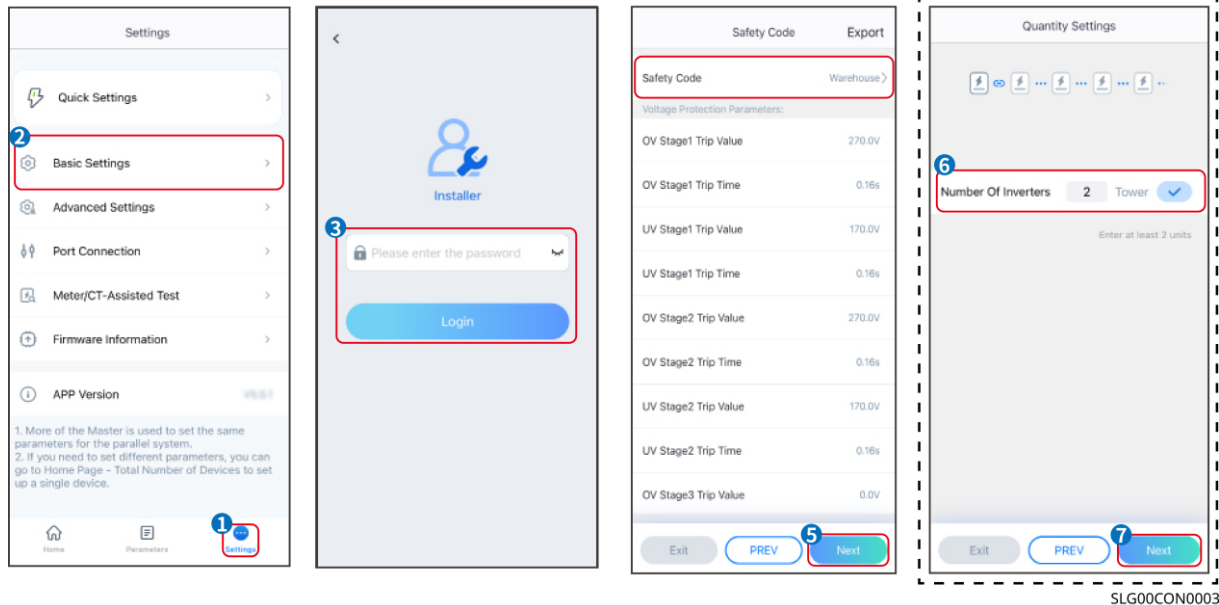 Settings
Quick Settings
2
Basic Settings
Advanced Settings
Port Connection
Meter/CT-Assisted Test
Firmware Information
APP Version
1. More of the Master is used to set the same
parameters for the parallel system.
2. If you need to set different parameters, you can
go to Home Page - Total Number of Devices to set
up a single device.
1
Home Parameters Settings
Installer
3
Please enter the password
Login
Safety Code Export
Safety Code Warehouse
Voltage Protection Parameters:
OV Stage1 Trip Value 270.0V
OV Stage1 Trip Time 0.16s
UV Stage1 Trip Value 170.0V
UV Stage1 Trip Time 0.16s
OV Stage2 Trip Value 270.0V
OV Stage2 Trip Time 0.16s
UV Stage2 Trip Value 170.0V
UV Stage2 Trip Time 0.16s
OV Stage3 Trip Value 0.0V
5
Exit PREV Next
Quantity Settings
6
Number Of Inverters 2 Tower
Enter at least 2 units
7
Exit PREV Next
SLG00CON0003